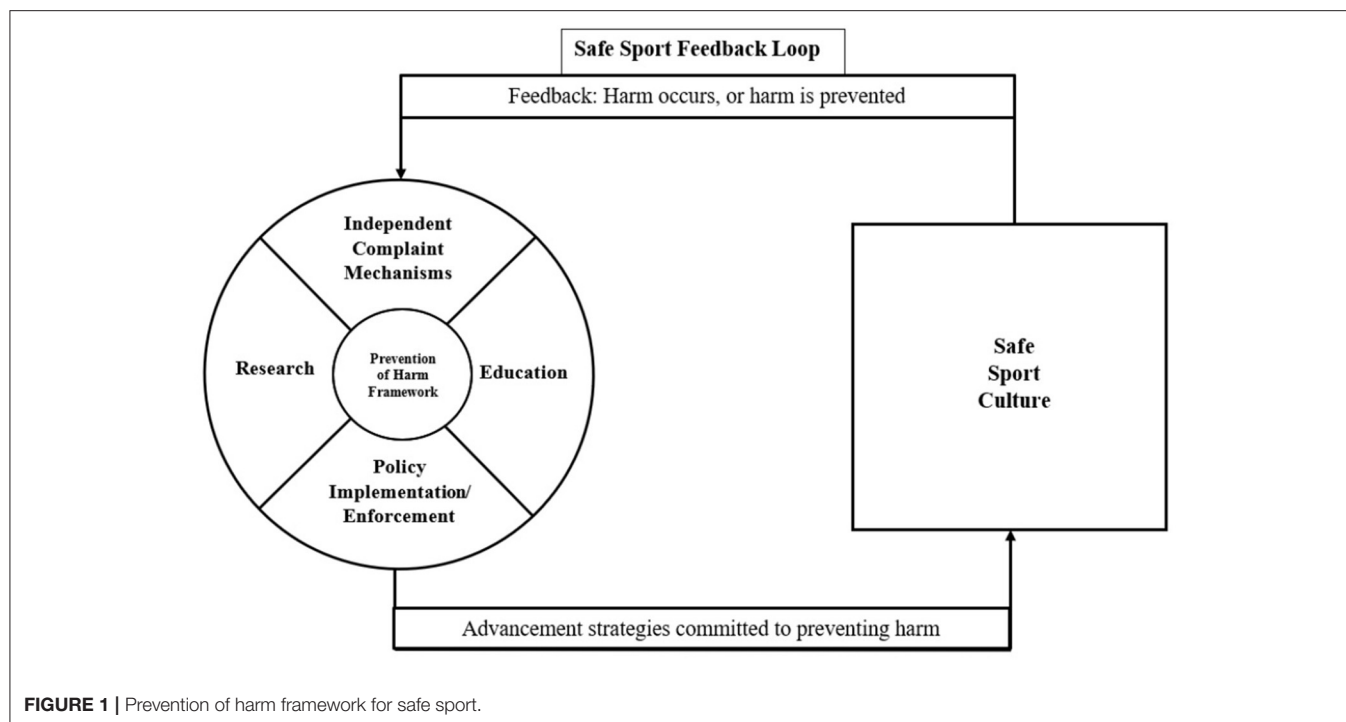 Safe Sport Feedback Loop
Feedback: Harm occurs, or harm is prevented
Independent
Complaint
Mechanisms
Research
Prevention
of Harm
Framework
Education
Policy
Implementation/
Enforcement
Safe
Sport
Culture
Advancement strategies committed to preventing harm
FIGURE 1 | Prevention of harm framework for safe sport.